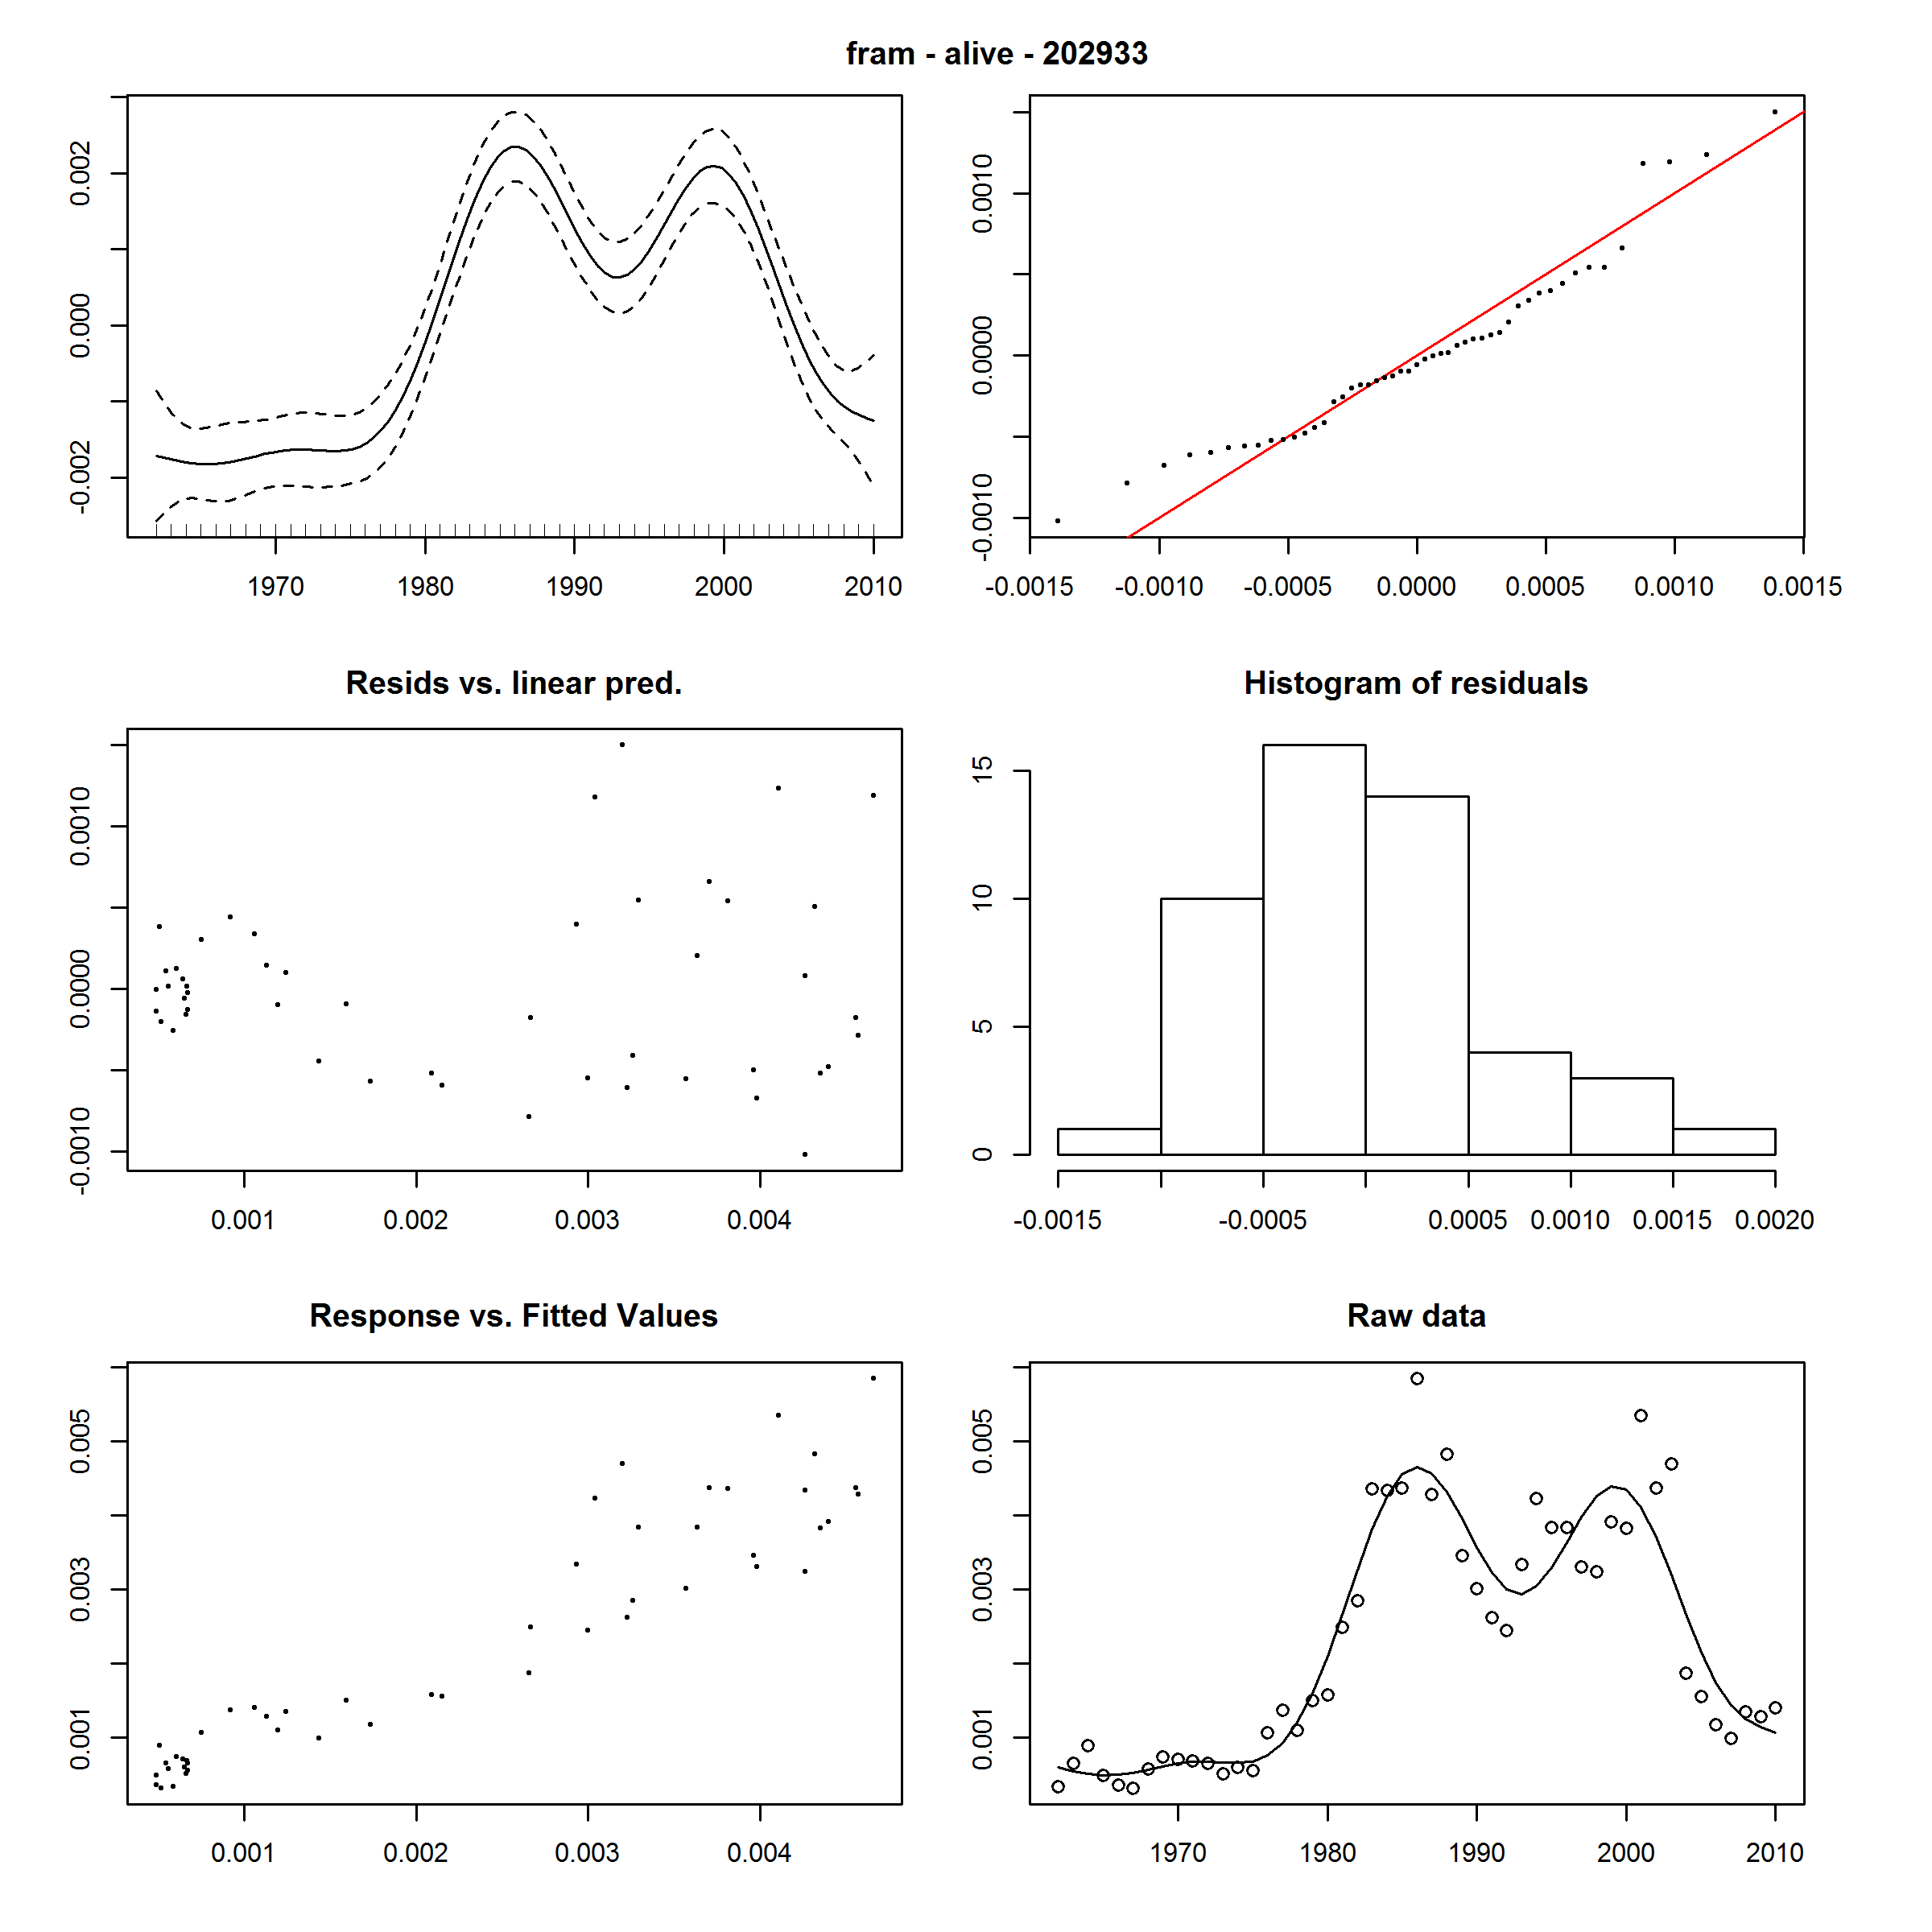 fram - alive - 202933
0.002
0.000
-0.002
1970 1980 1990 2000 2010
0.0010
0.0000
-0.0010
-0.0015 -0.0010 -0.0005 0.0000 0.0005 0.0010 0.0015
Resids vs. linear pred.
0.0010
0.0000
-0.0010
0.001 0.002 0.003 0.004
Histogram of residuals
15
10
5
0
-0.0015 -0.0005 0.0005 0.0010 0.0015 0.0020
Response vs. Fitted Values
0.005
0.003
0.001
0.001 0.002 0.003 0.004
Raw data
0.005
0.003
0.001
1970 1980 1990 2000 2010